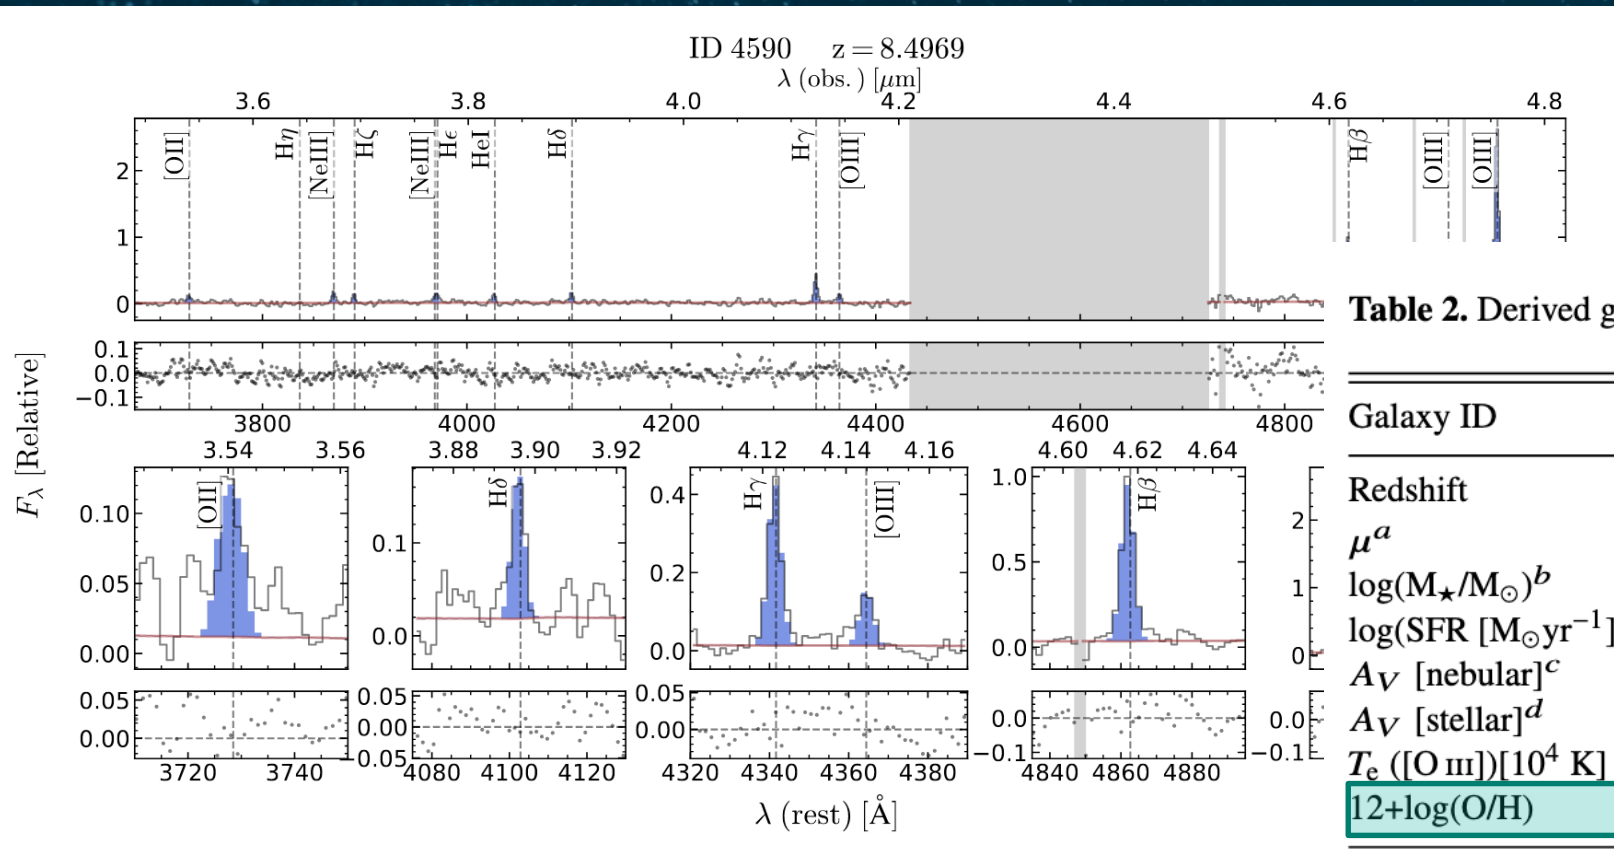 ID 4590 z = 8.4969
λ (obs.) [μm]
3.6 3.8 4.0 4.2 4.4 4.6 4.8
[OII] Hη [NeIII] Hζ [NeIII] Hϵ HeI Hδ Hγ [OIII] Hβ [OIII] [OIII]
2
1
0
0.1
0.0
−0.1
3800 4000 4200 4400 4600 4800
F_λ [Relative]
3.54 3.56
[OII]
0.10
0.05
0.00
0.05
0.00
3720 3740
3.88 3.90 3.92
Hδ
0.1
0.0
0.05
0.00
−0.05
4080 4100 4120
4.12 4.14 4.16
Hγ [OIII]
0.4
0.2
0.0
0.05
0.00
4320 4340 4360 4380
4.60 4.62 4.64
Hβ
1.0
0.5
0.0
0.0
−0.1
4840 4860 4880
2
1
0
0.0
−0.1
λ (rest) [Å]
Table 2. Derived g
Galaxy ID
Redshift
μ^a
log(M★/M⊙)^b
log(SFR [M⊙yr⁻¹]
A_V [nebular]^c
A_V [stellar]^d
T_e ([O III])[10⁴ K]
12+log(O/H)